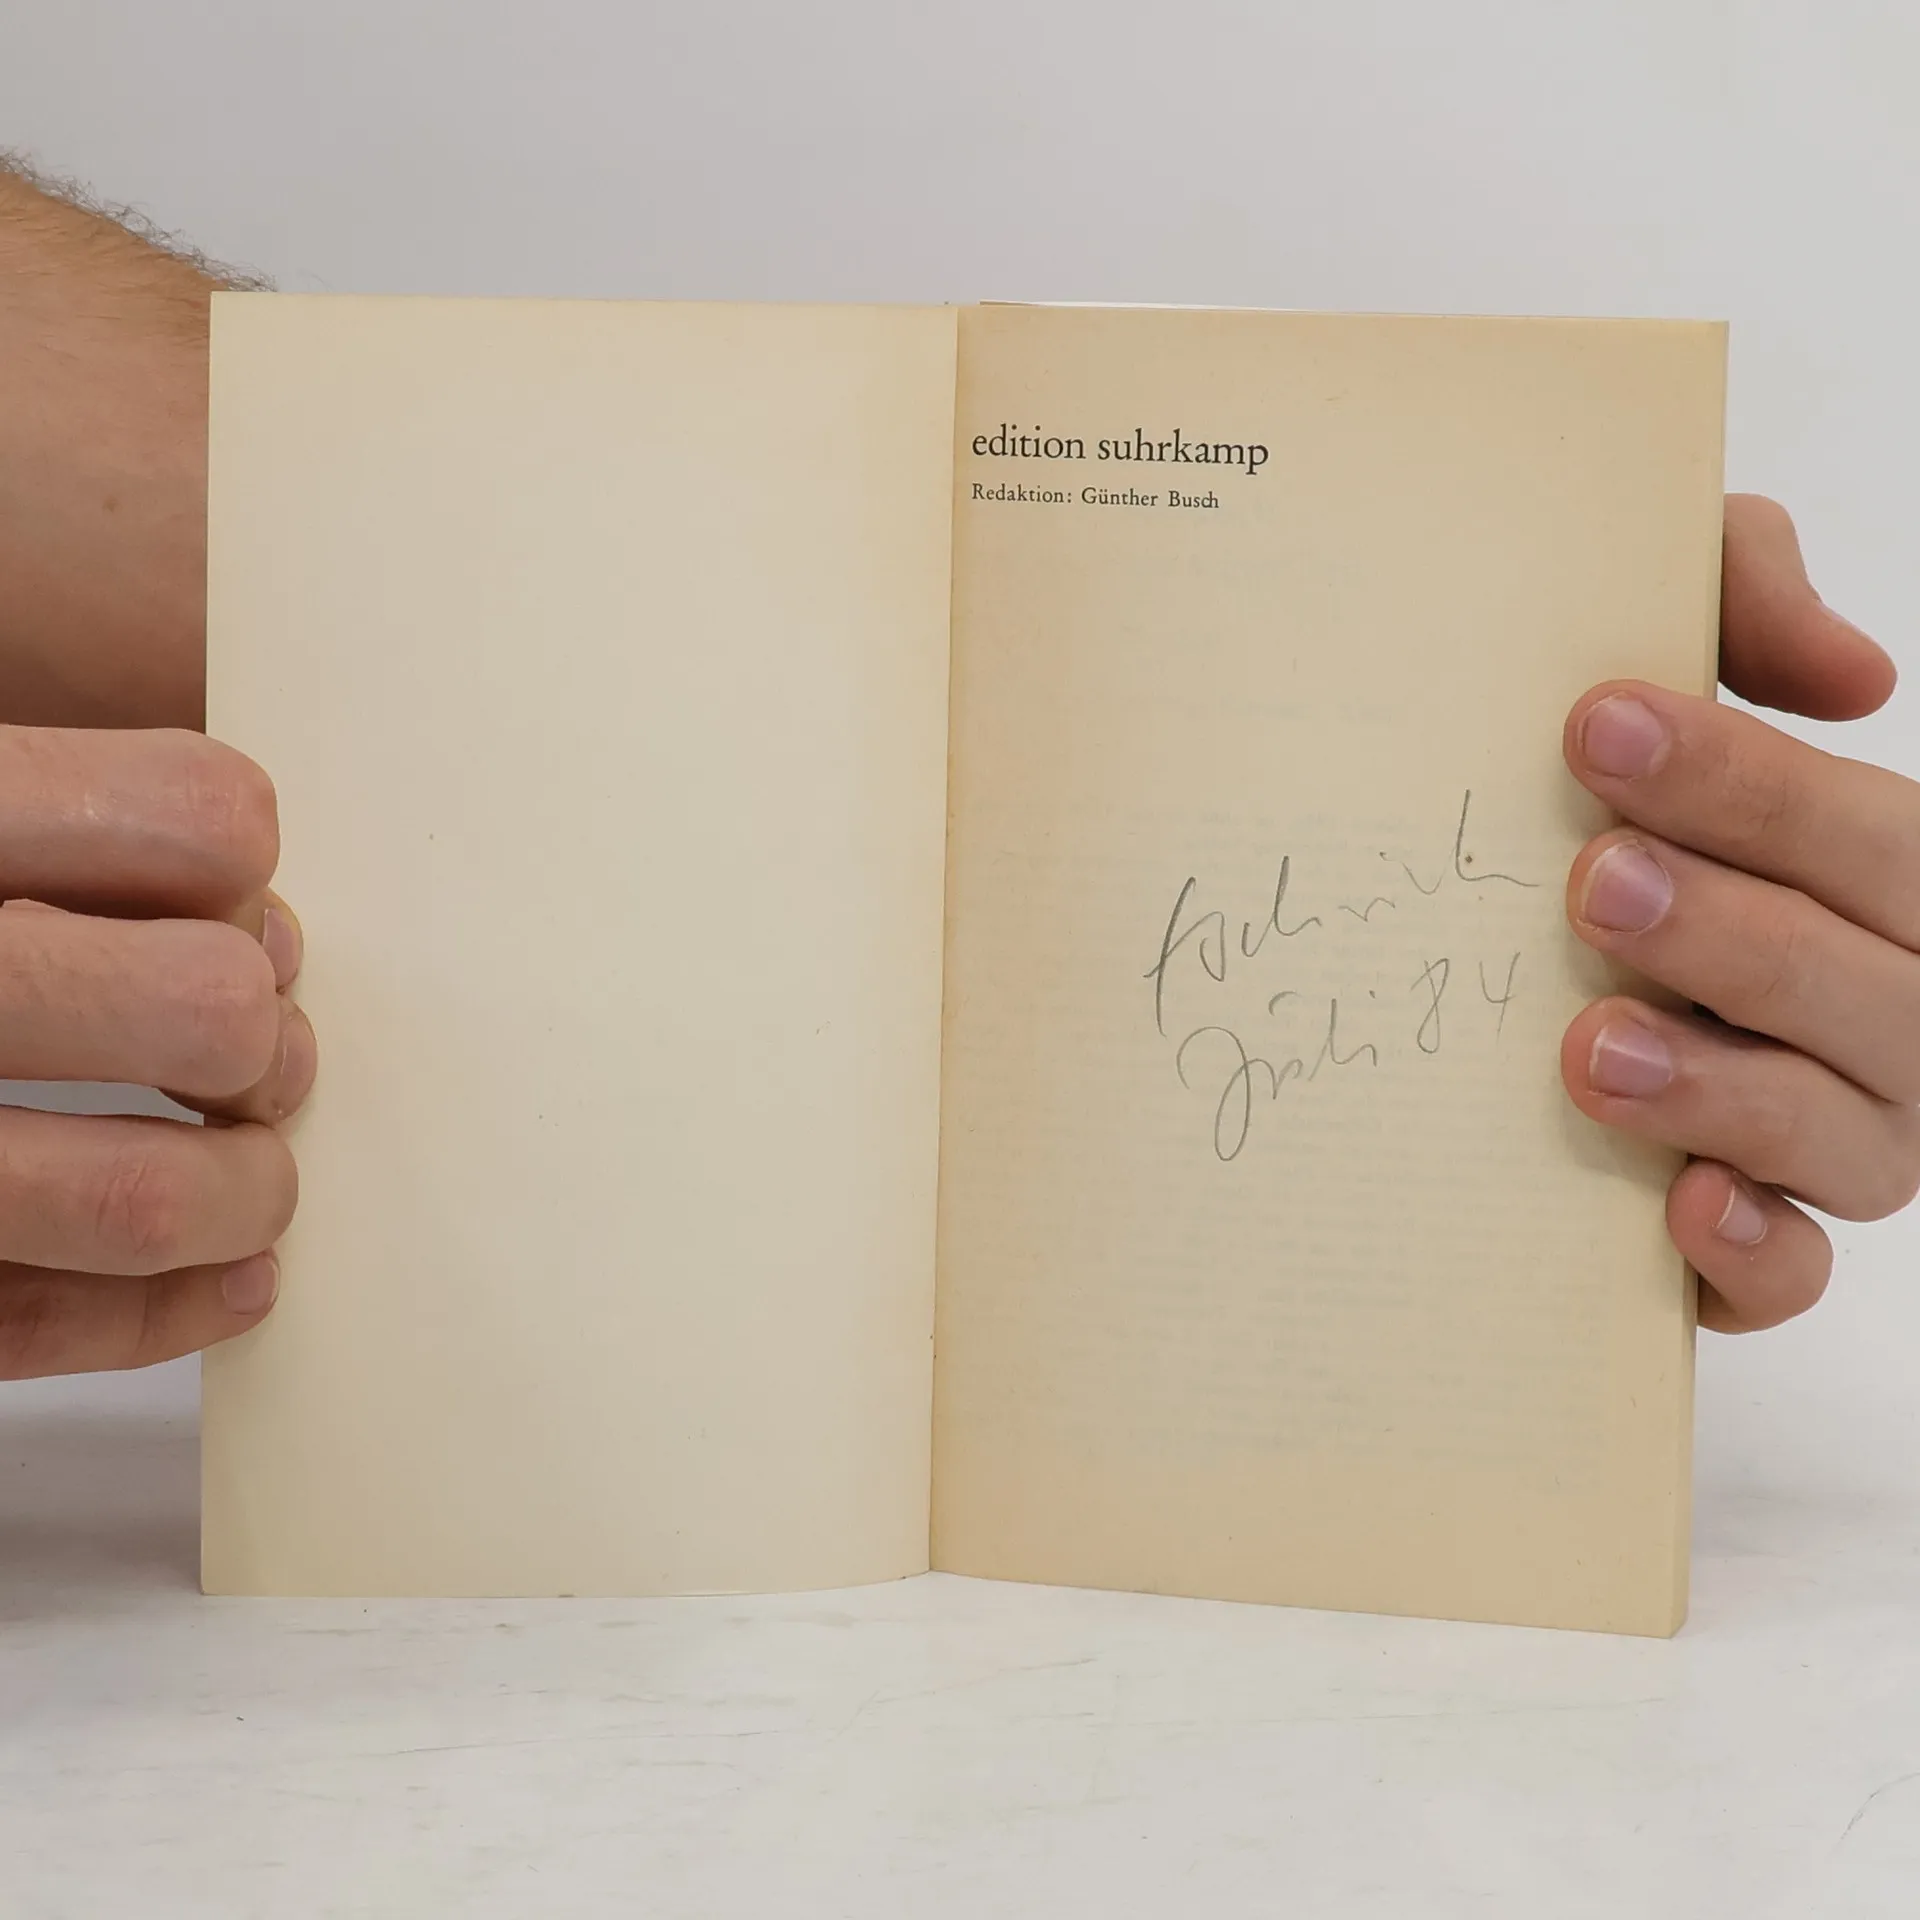 edition suhrkamp
Redaktion: Günther Busch
Juli 84